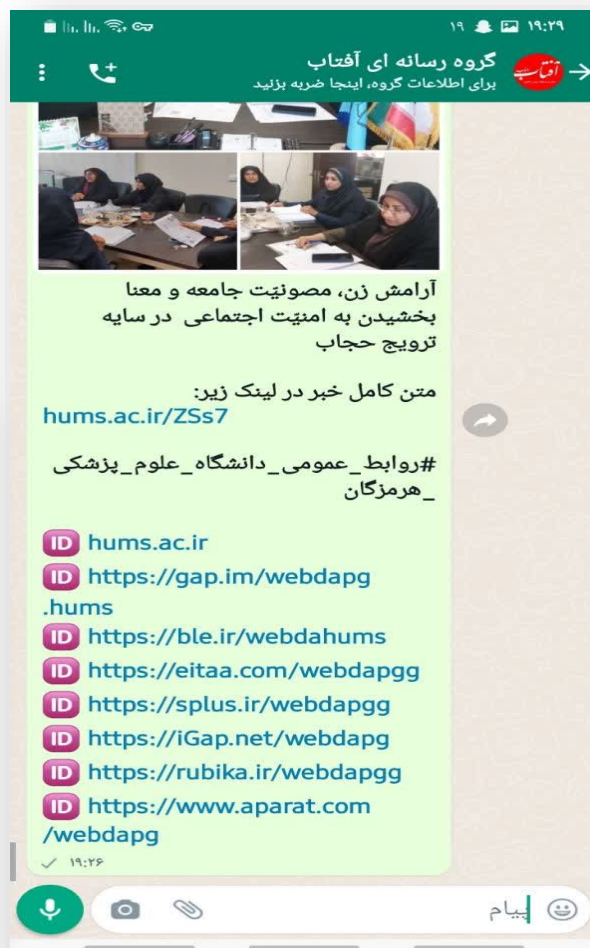 ۱۹:۲۹
۱۹
گروه رسانه ای آفتاب
برای اطلاعات گروه، اینجا ضربه بزنید
آفتاب
آرامش زن، مصونیّت جامعه و معنا
بخشیدن به امنیّت اجتماعی در سایه
ترویج حجاب
متن کامل خبر در لینک زیر:
hums.ac.ir/ZSs7
#روابط_عمومی_دانشگاه_علوم_پزشکی
_هرمزگان
🆔 hums.ac.ir
🆔 https://gap.im/webdapg
.hums
🆔 https://ble.ir/webdahums
🆔 https://eitaa.com/webdapgg
🆔 https://splus.ir/webdapgg
🆔 https://iGap.net/webdapg
🆔 https://rubika.ir/webdapgg
🆔 https://www.aparat.com
/webdapg
۱۹:۲۶
پیام